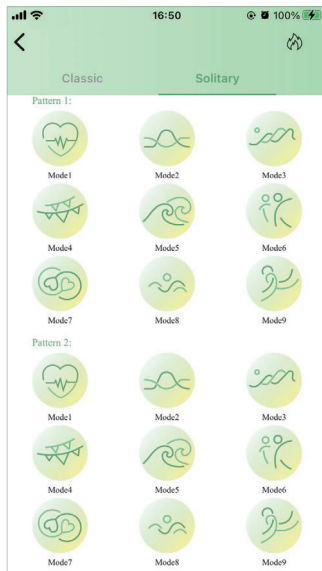 16:50
100%
Classic Solitary
Pattern 1:
Mode1 Mode2 Mode3
Mode4 Mode5 Mode6
Mode7 Mode8 Mode9
Pattern 2:
Mode1 Mode2 Mode3
Mode4 Mode5 Mode6
Mode7 Mode8 Mode9